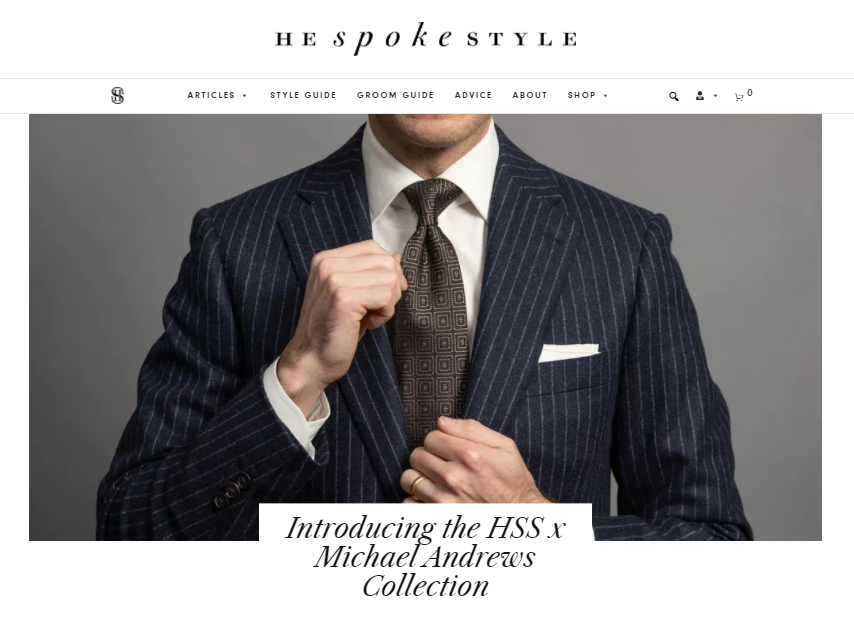 HE spoke STYLE
ARTICLES STYLE GUIDE GROOM GUIDE ADVICE ABOUT SHOP 0
Introducing the HSS x
Michael Andrews
Collection